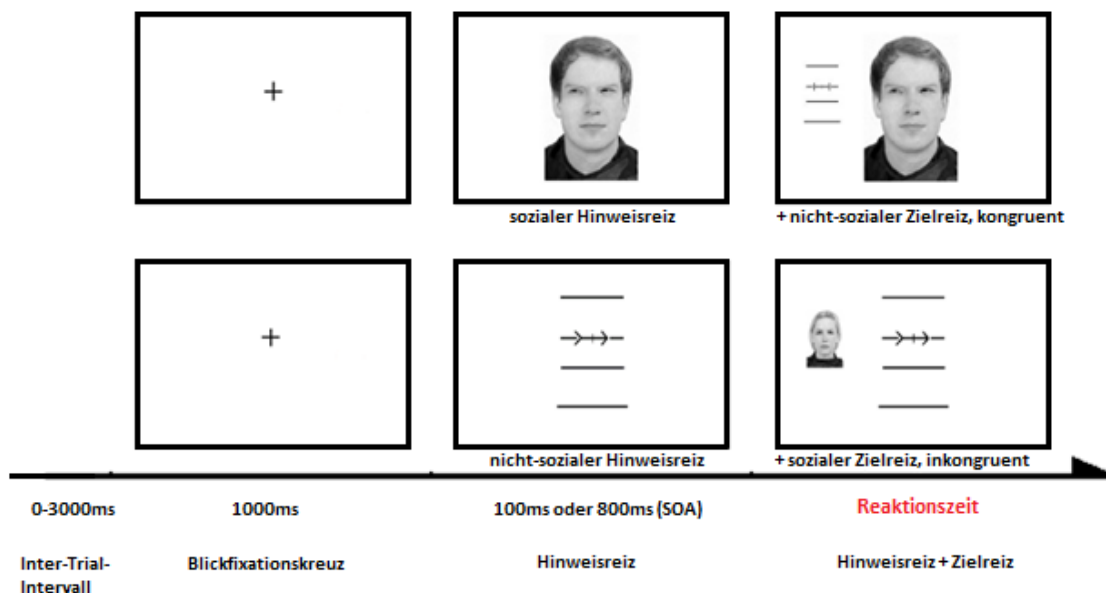 sozialer Hinweisreiz
+ nicht-sozialer Zielreiz, kongruent
nicht-sozialer Hinweisreiz
+ sozialer Zielreiz, inkongruent
0-3000ms
1000ms
100ms oder 800ms (SOA)
Reaktionszeit
Inter-Trial-
Intervall
Blickfixationskreuz
Hinweisreiz
Hinweisreiz + Zielreiz